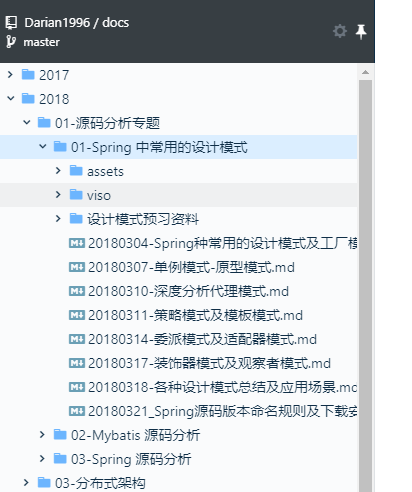 Darian1996 / docs
master
2017
2018
01-源码分析专题
01-Spring 中常用的设计模式
assets
viso
设计模式预习资料
20180304-Spring种常用的设计模式及工厂模
20180307-单例模式-原型模式.md
20180310-深度分析代理模式.md
20180311-策略模式及模板模式.md
20180314-委派模式及适配器模式.md
20180317-装饰器模式及观察者模式.md
20180318-各种设计模式总结及应用场景.md
20180321_Spring源码版本命名规则及下载安
02-Mybatis 源码分析
03-Spring 源码分析
03-分布式架构